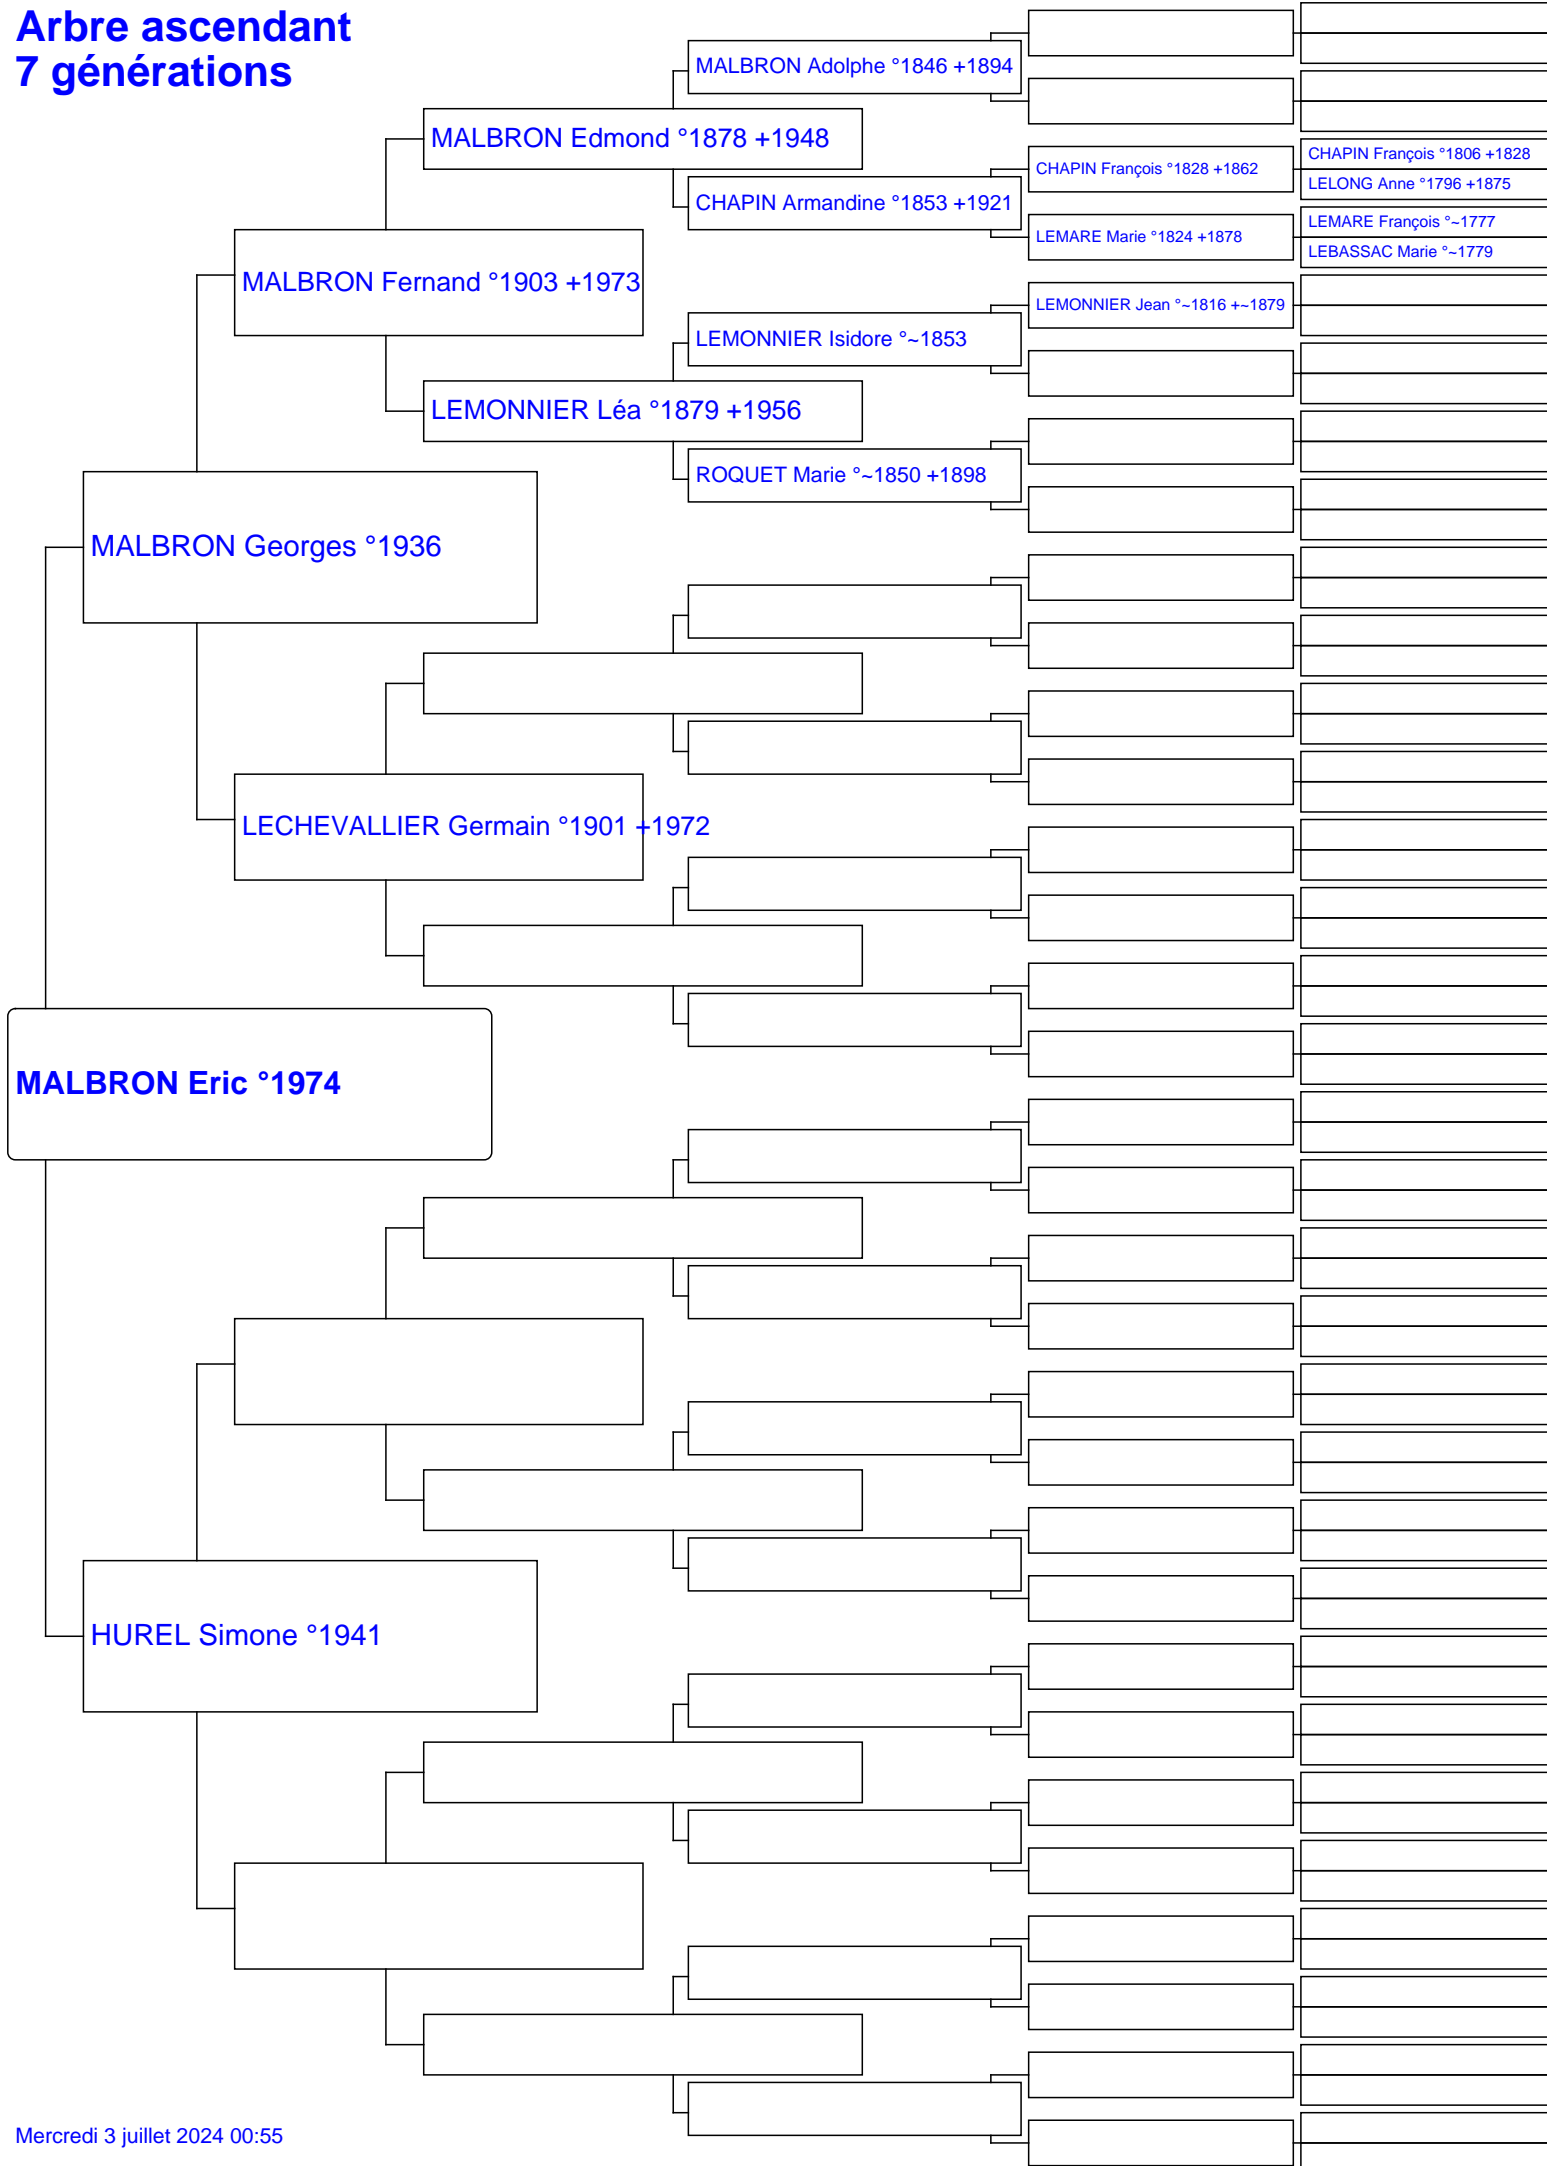 Arbre ascendant
7 générations
MALBRON Adolphe °1846 +1894
MALBRON Edmond °1878 +1948
CHAPIN François °1828 +1862
CHAPIN François °1806 +1828
LELONG Anne °1796 +1875
CHAPIN Armandine °1853 +1921
LEMARE Marie °1824 +1878
LEMARE François °~1777
LEBASSAC Marie °~1779
MALBRON Fernand °1903 +1973
LEMONNIER Jean °~1816 +~1879
LEMONNIER Isidore °~1853
LEMONNIER Léa °1879 +1956
ROQUET Marie °~1850 +1898
MALBRON Georges °1936
LECHEVALLIER Germain °1901 +1972
MALBRON Eric °1974
HUREL Simone °1941
Mercredi 3 juillet 2024 00:55